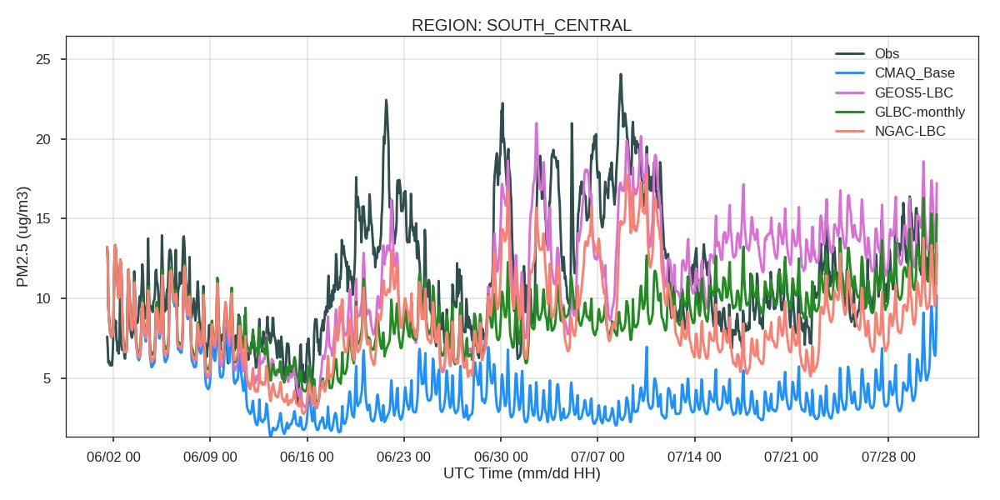 REGION: SOUTH_CENTRAL
Obs
CMAQ_Base
GEOS5-LBC
GLBC-monthly
NGAC-LBC
25
20
15
10
5
PM2.5 (ug/m3)
06/02 00 06/09 00 06/16 00 06/23 00 06/30 00 07/07 00 07/14 00 07/21 00 07/28 00
UTC Time (mm/dd HH)